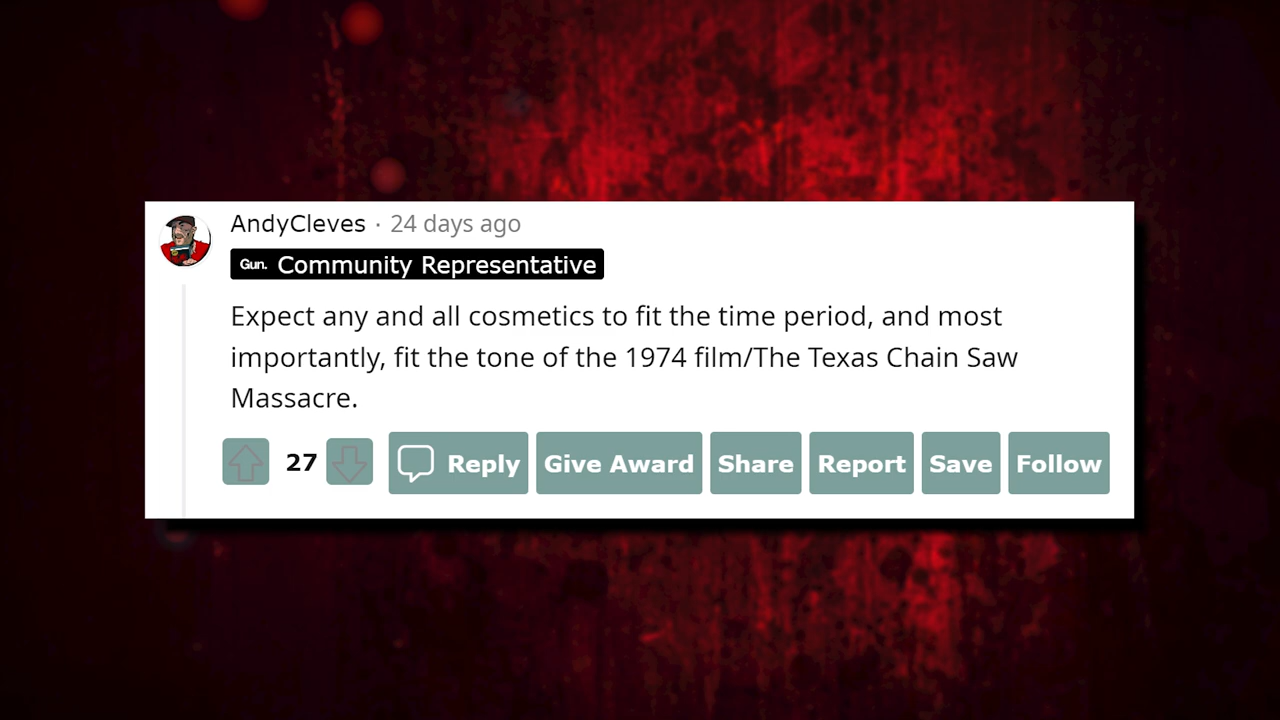 AndyCleves · 24 days ago
Gun. Community Representative
Expect any and all cosmetics to fit the time period, and most
importantly, fit the tone of the 1974 film/The Texas Chain Saw
Massacre.
27 Reply Give Award Share Report Save Follow